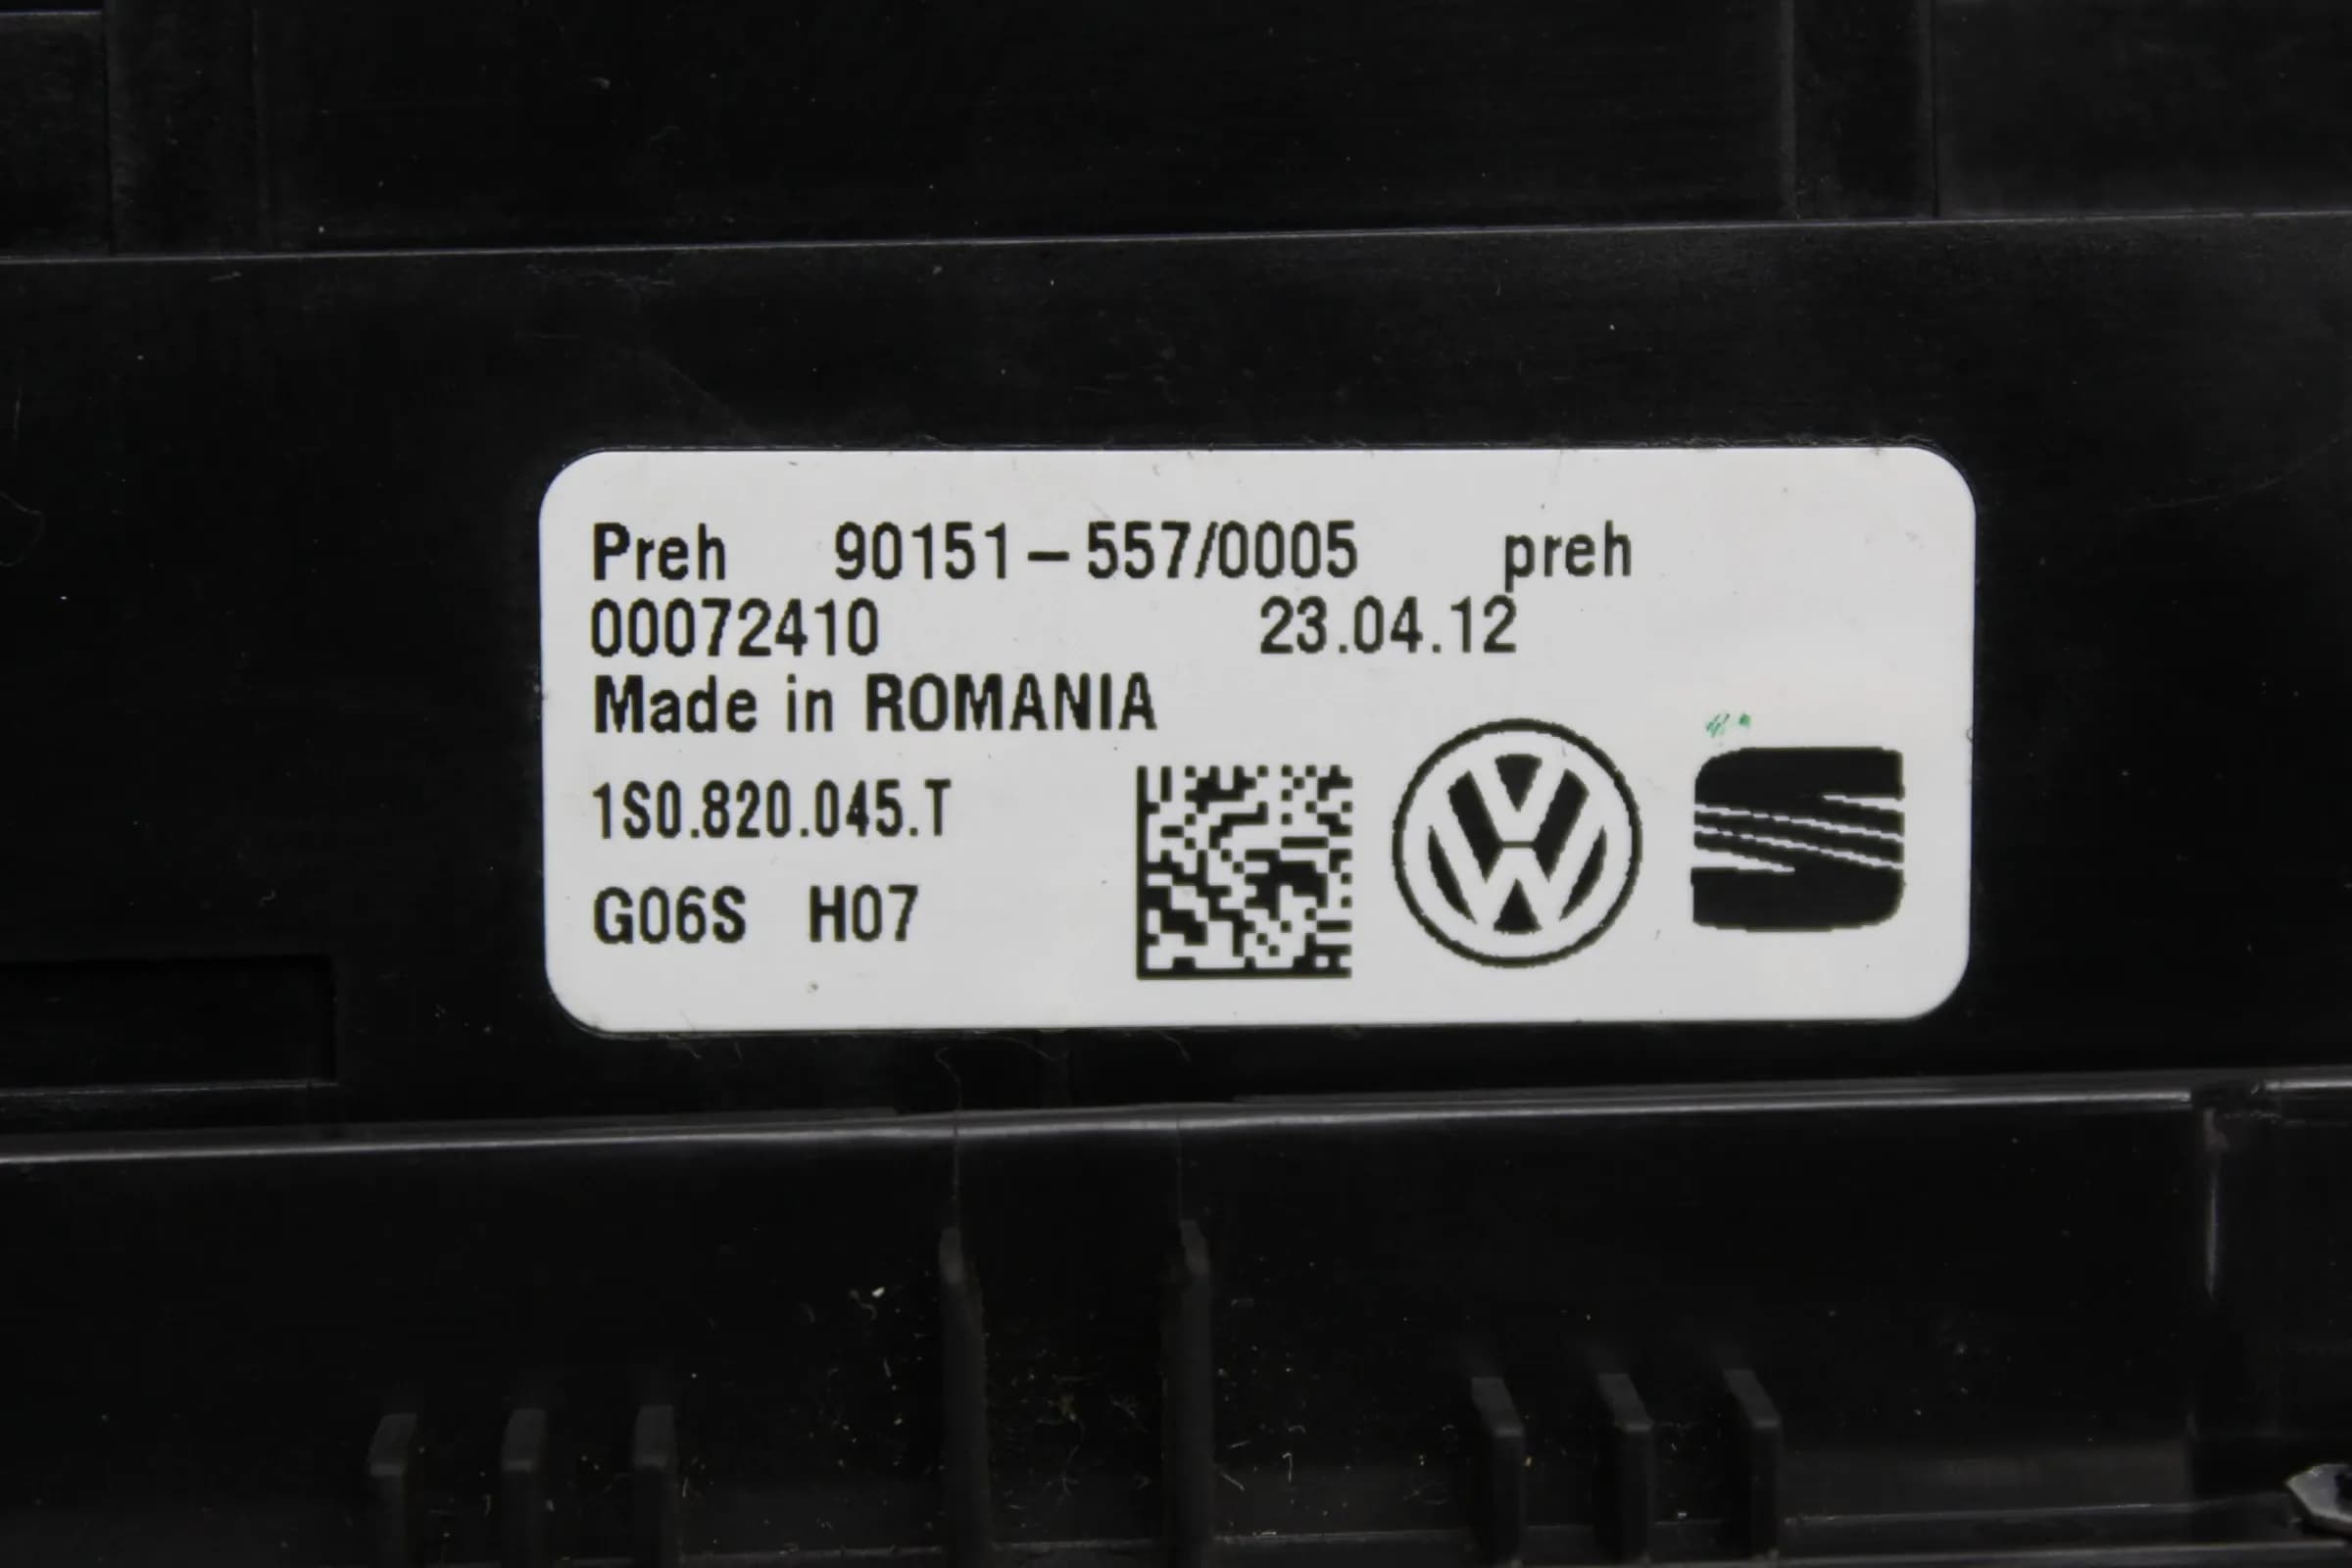 Preh 90151-557/0005 preh
00072410 23.04.12
Made in ROMANIA
1S0.820.045.T
G06S H07